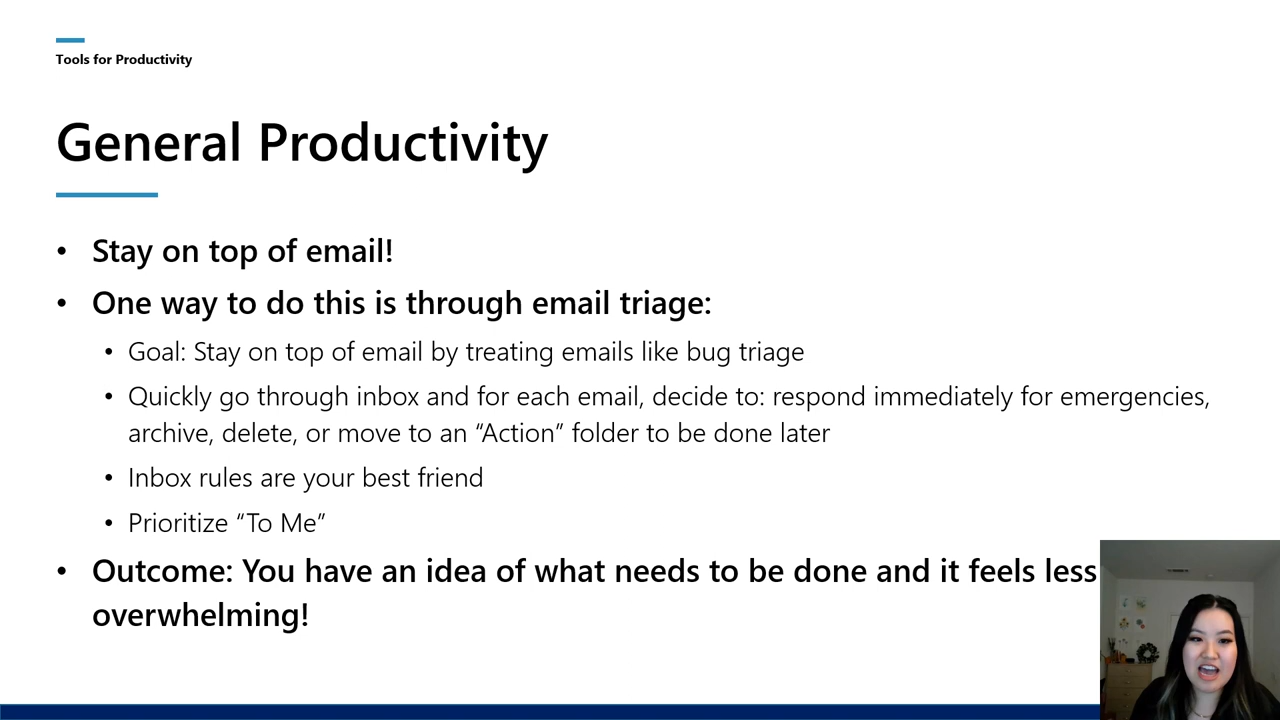 Tools for Productivity
General Productivity
• Stay on top of email!
• One way to do this is through email triage:
• Goal: Stay on top of email by treating emails like bug triage
• Quickly go through inbox and for each email, decide to: respond immediately for emergencies,
archive, delete, or move to an “Action” folder to be done later
• Inbox rules are your best friend
• Prioritize “To Me”
• Outcome: You have an idea of what needs to be done and it feels less
overwhelming!